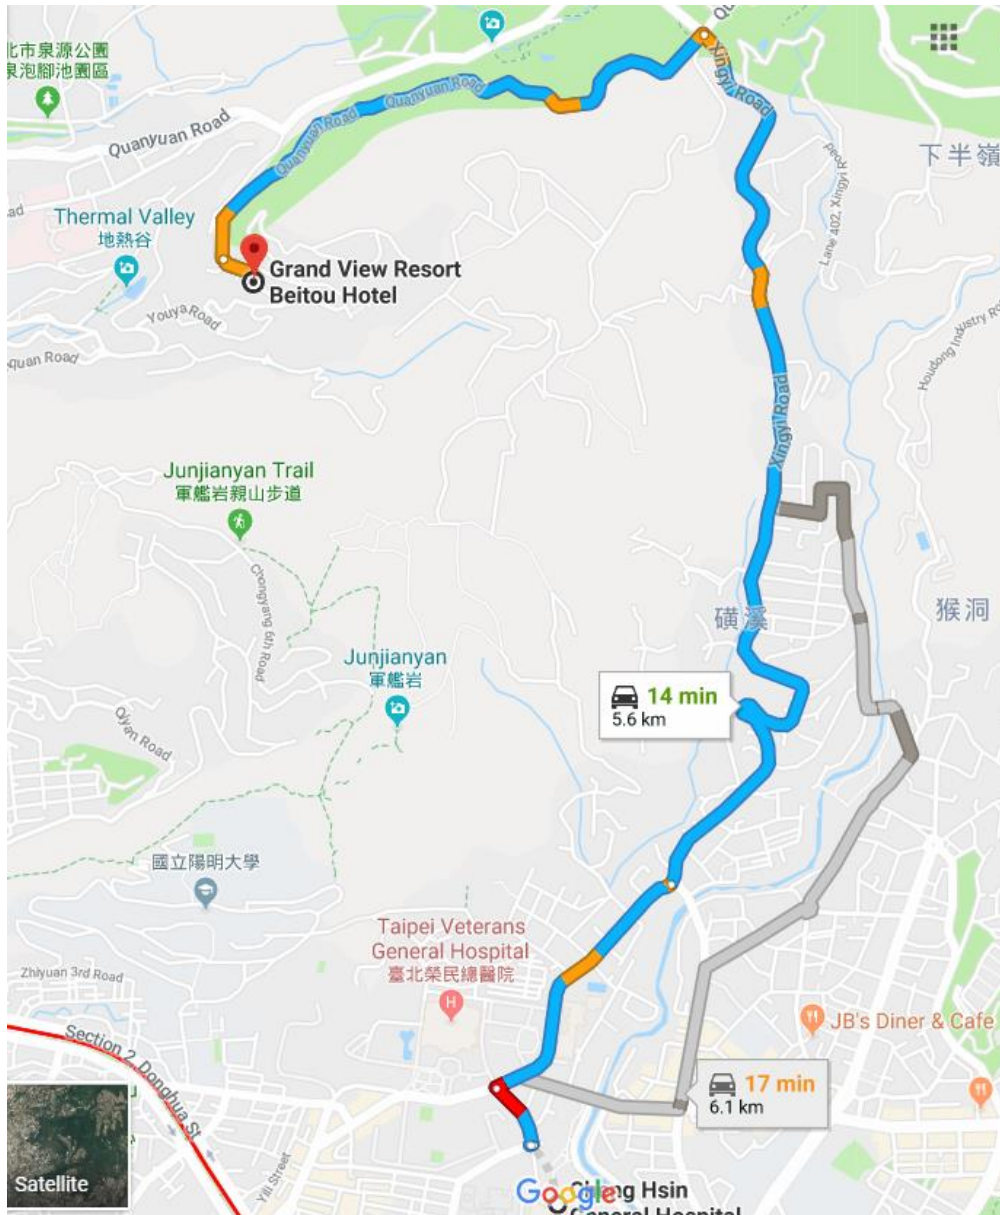 北市泉源公園
泉泡腳池園區
Quanyuan Road
Thermal Valley
地熱谷
Quanyuan Road
Quanyuan Road
Xingyi Road
下半嶺
Lane 402, Xingyi Road
Grand View Resort
Beitou Hotel
Youya Road
Houdong Industry Ro
Xingyi Road
Junjianyan Trail
軍艦岩親山步道
Chongyang 6th Road
磺溪
猴洞
Junjianyan
軍艦岩
14 min
5.6 km
Qiyan Road
國立陽明大學
Taipei Veterans
General Hospital
臺北榮民總醫院
H
Zhiyuan 3rd Road
JB's Diner & Cafe
Section 2, Donghua St
17 min
6.1 km
Yili Street
Satellite
Google
Hsin
General Hospital